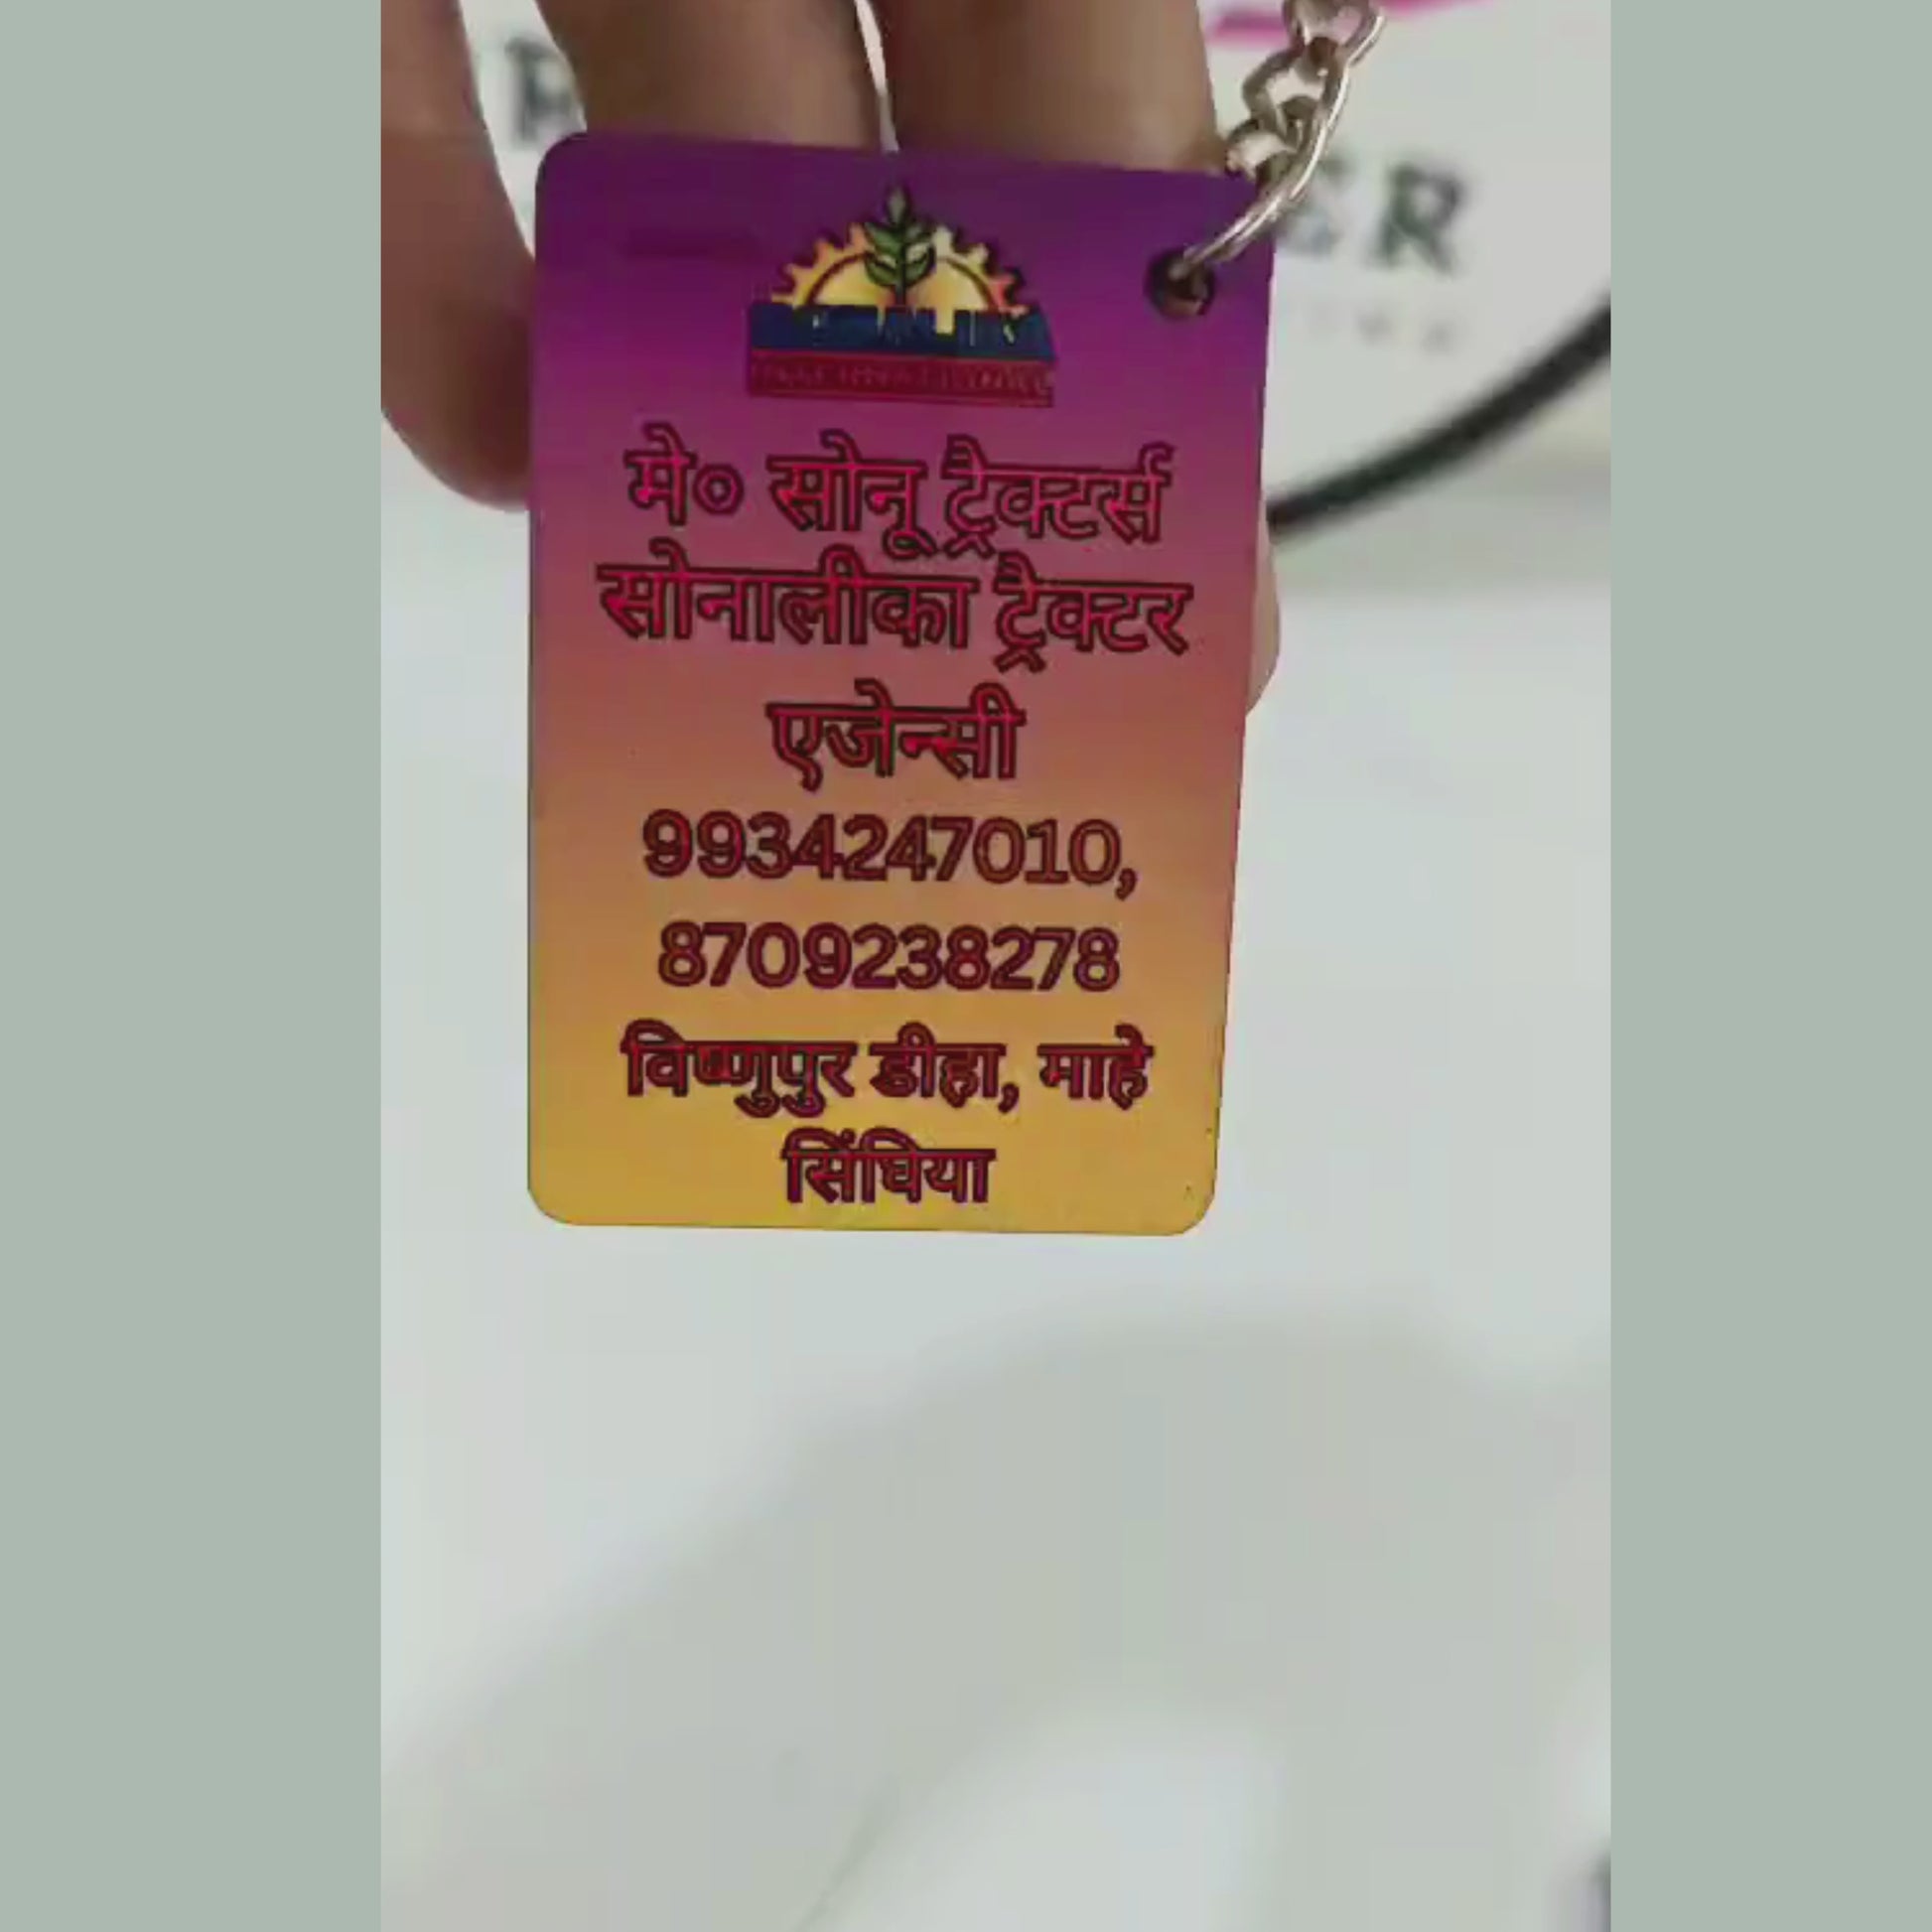 मे० सोनू ट्रैक्टर्स
सोनालीका ट्रैक्टर
एजेन्सी
9934247010,
8709238278
विष्णुपुर डीहा, माहे
सिंघिया